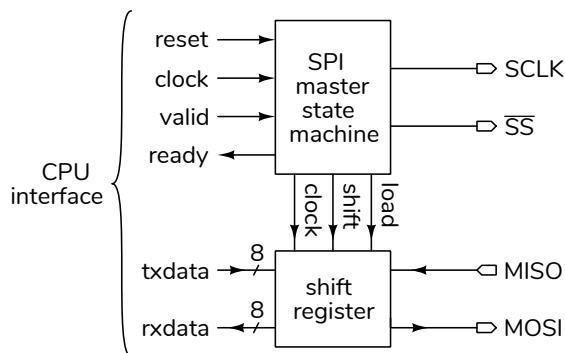 reset
clock
valid
ready
CPU
interface
SPI
master
state
machine
SCLK
S̅S̅
clock
shift
load
txdata
8
rxdata
8
shift
register
MISO
MOSI